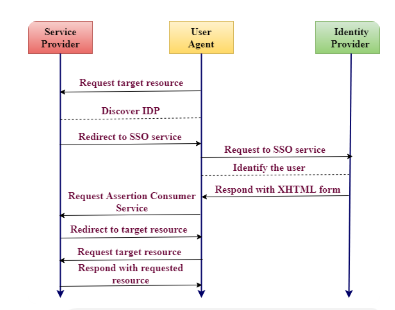 Service
Provider
User
Agent
Identity
Provider
Request target resource
Discover IDP
Redirect to SSO service
Request to SSO service
Identify the user
Respond with XHTML form
Request Assertion Consumer
Service
Redirect to target resource
Request target resource
Respond with requested
resource